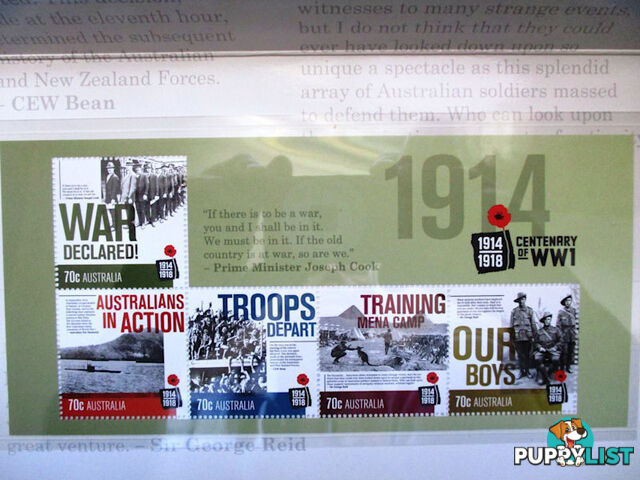 made this decision,
at the eleventh hour,
determined the subsequent
history of the Australian
and New Zealand Forces.
– CEW Bean
witnesses to many strange events,
but I do not think that they could
ever have looked down upon so
unique a spectacle as this splendid
array of Australian soldiers massed
to defend them. Who can look upon
1914
"If there is to be a war,
you and I shall be in it.
We must be in it. If the old
country is at war, so are we."
– Prime Minister Joseph Cook
1914
1918
CENTENARY
OF WW1
WAR
DECLARED!
70c AUSTRALIA
1914
1918
AUSTRALIANS
IN ACTION
70c AUSTRALIA
1914
1918
TROOPS
DEPART
70c AUSTRALIA
1914
1918
TRAINING
MENA CAMP
70c AUSTRALIA
1914
1918
OUR
BOYS
70c AUSTRALIA
1914
1918
great venture. – Sir George Reid
PUPPYLIST